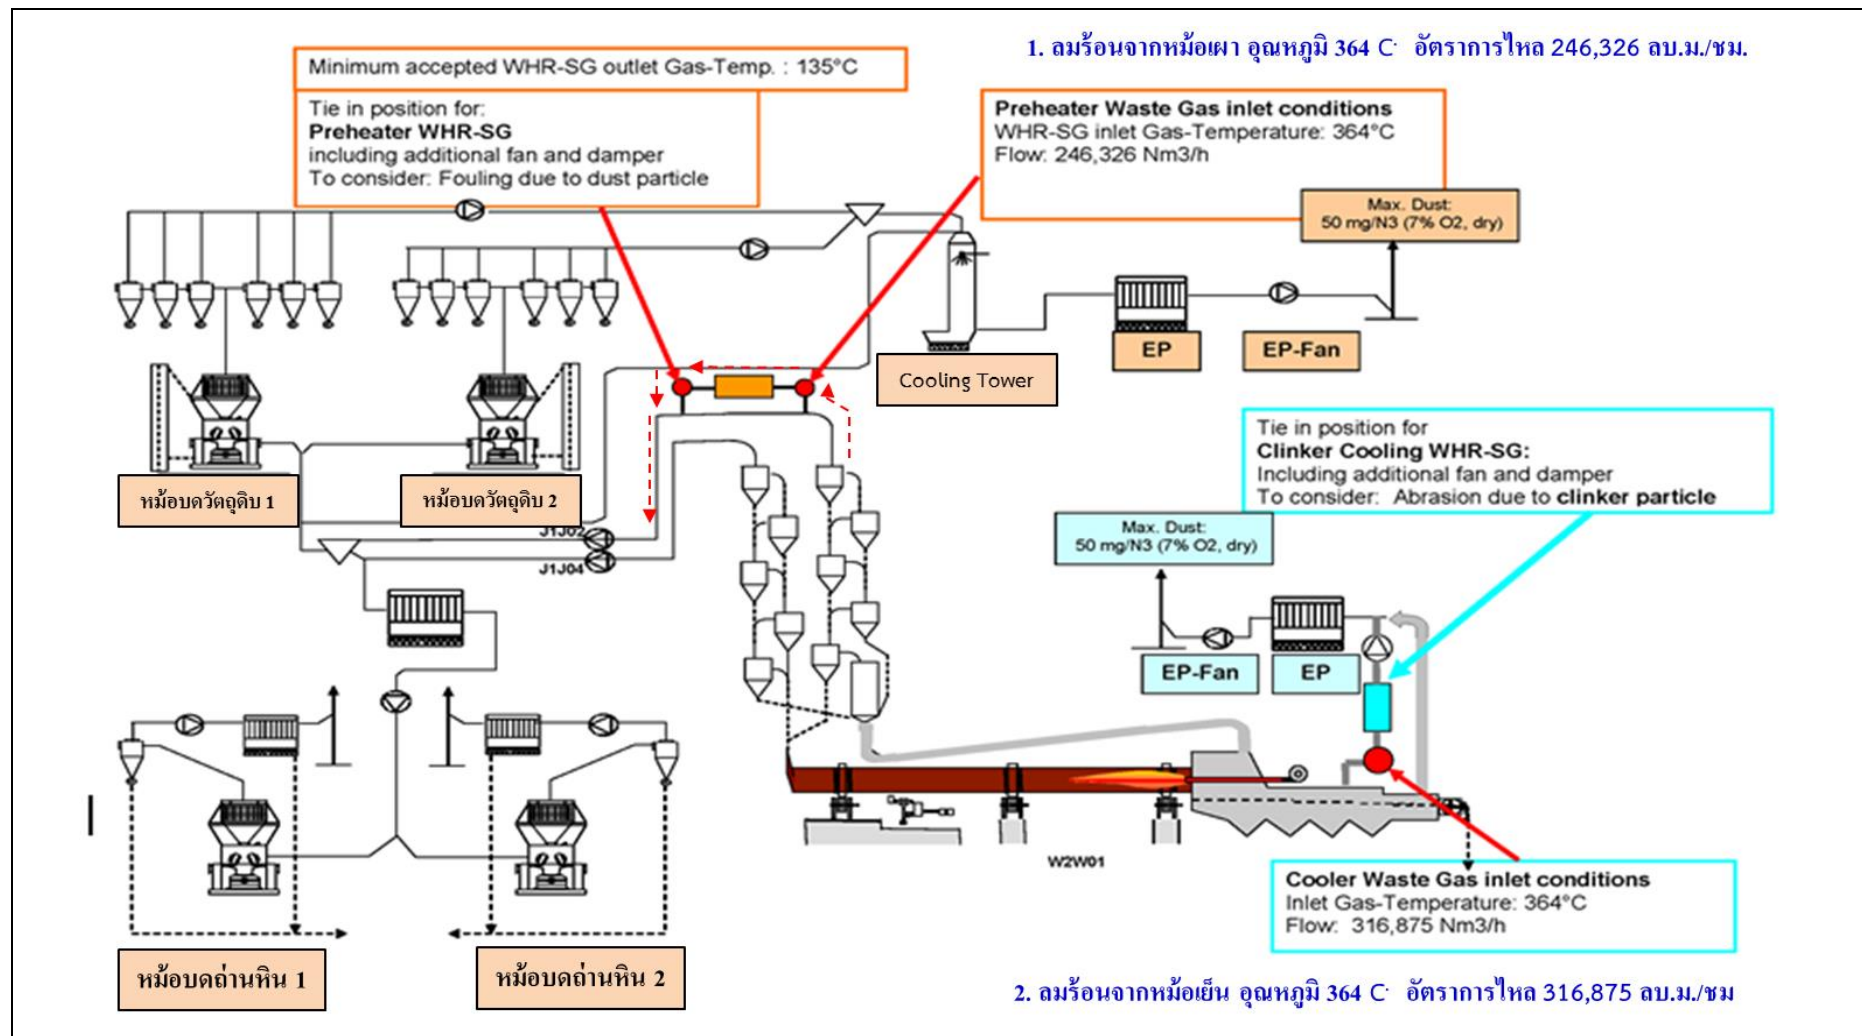 1. ลมร้อนจากหม้อเผา อุณหภูมิ 364 C· อัตราการไหล 246,326 ลบ.ม./ชม.
Minimum accepted WHR-SG outlet Gas-Temp. : 135°C
Tie in position for:
Preheater WHR-SG
including additional fan and damper
To consider: Fouling due to dust particle
Preheater Waste Gas inlet conditions
WHR-SG inlet Gas-Temperature: 364°C
Flow: 246,326 Nm3/h
Max. Dust:
50 mg/N3 (7% O2, dry)
EP
EP-Fan
Cooling Tower
หม้อบดวัตถุดิบ 1
หม้อบดวัตถุดิบ 2
J1J02
J1J04
Tie in position for
Clinker Cooling WHR-SG:
Including additional fan and damper
To consider: Abrasion due to clinker particle
Max. Dust:
50 mg/N3 (7% O2, dry)
EP-Fan
EP
W2W01
Cooler Waste Gas inlet conditions
Inlet Gas-Temperature: 364°C
Flow: 316,875 Nm3/h
หม้อบดถ่านหิน 1
หม้อบดถ่านหิน 2
2. ลมร้อนจากหม้อเย็น อุณหภูมิ 364 C· อัตราการไหล 316,875 ลบ.ม./ชม